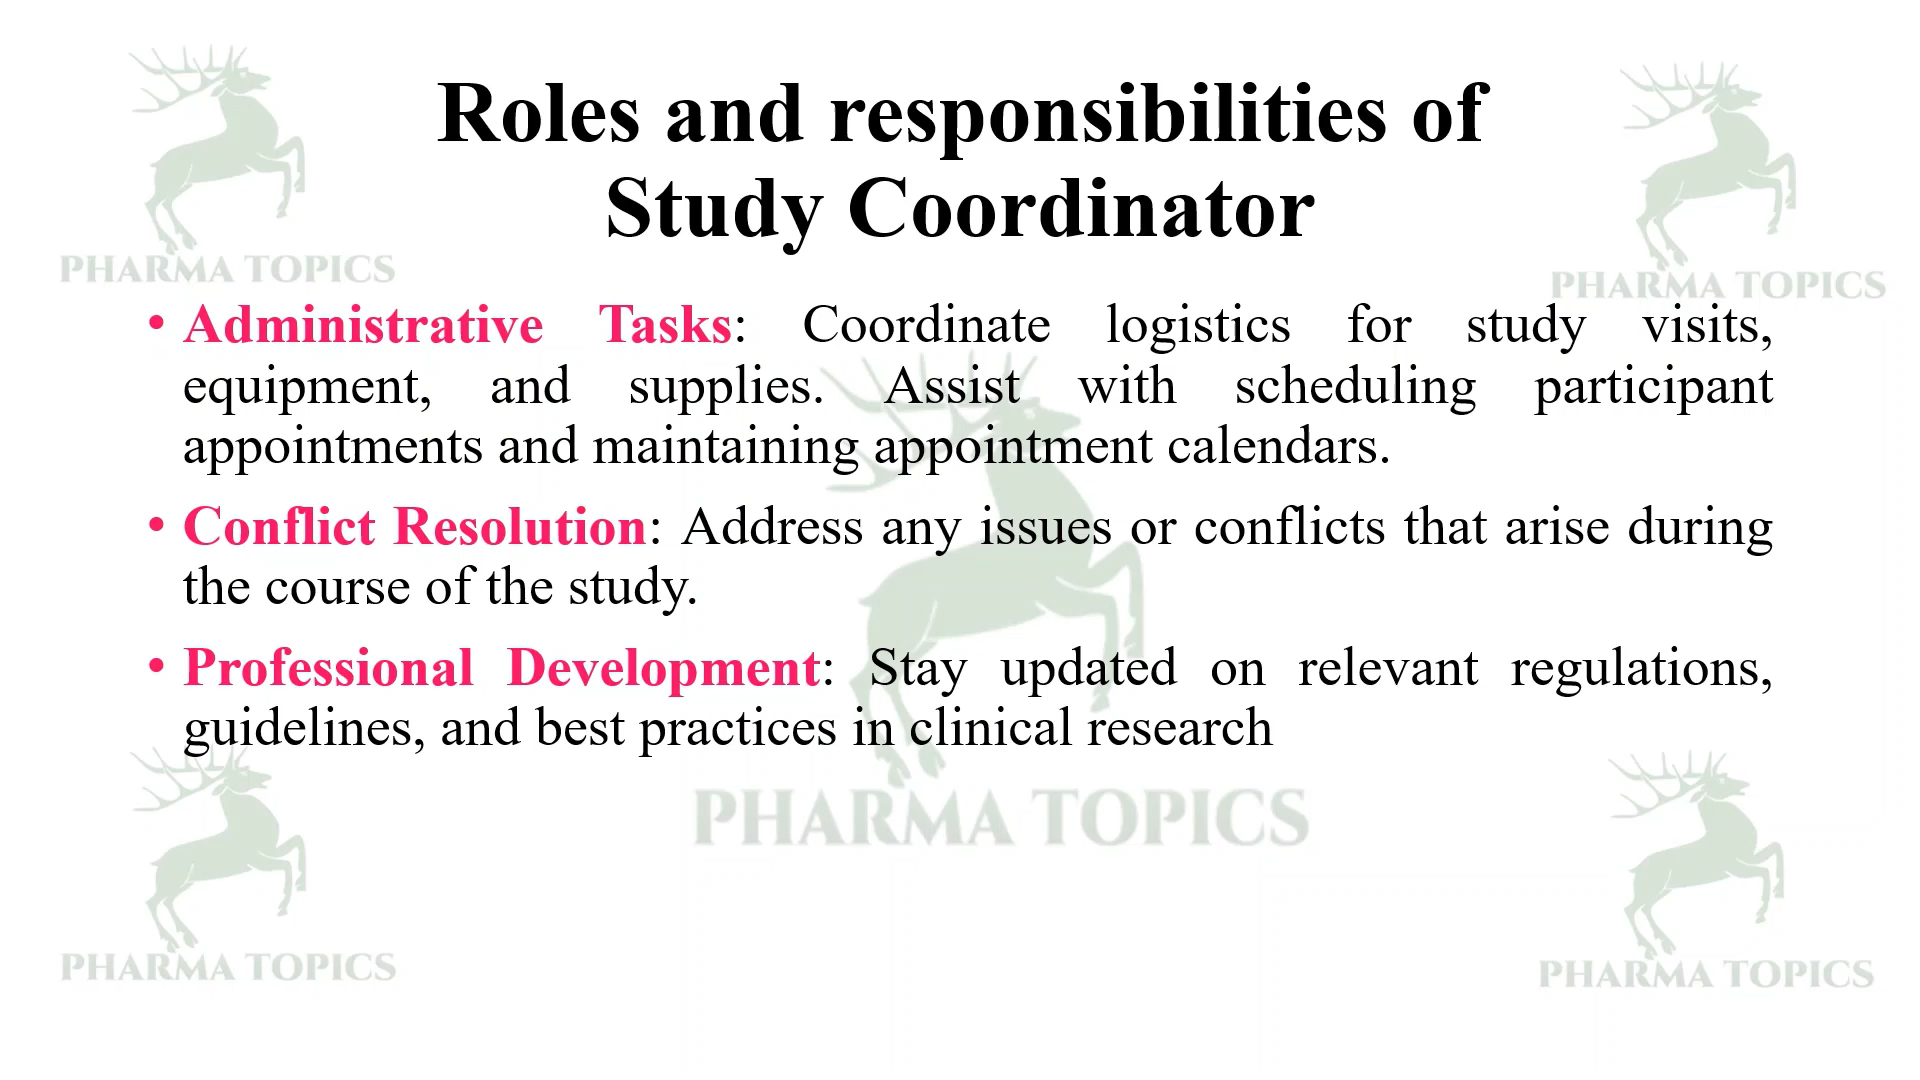 PHARMA TOPICS
PHARMA TOPICS
Roles and responsibilities of
Study Coordinator
• Administrative Tasks: Coordinate logistics for study visits,
equipment, and supplies. Assist with scheduling participant
appointments and maintaining appointment calendars.
• Conflict Resolution: Address any issues or conflicts that arise during
the course of the study.
• Professional Development: Stay updated on relevant regulations,
guidelines, and best practices in clinical research
PHARMA TOPICS
PHARMA TOPICS
PHARMA TOPICS